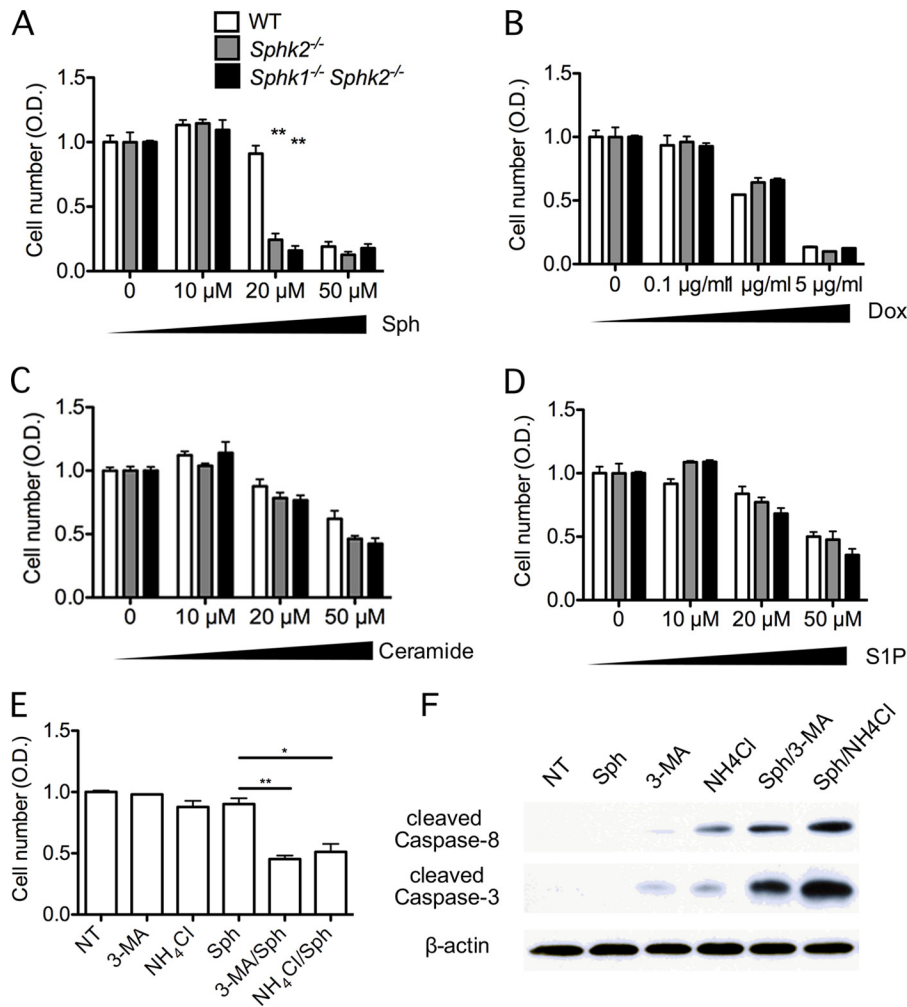 A
WT
Sphk2-/-
Sphk1-/- Sphk2-/-
Cell number (O.D.)
1.5
1.0
0.5
0.0
**
**
0 10 µM 20 µM 50 µM
Sph
B
Cell number (O.D.)
1.5
1.0
0.5
0.0
0 0.1 µg/ml 1 µg/ml 5 µg/ml
Dox
C
Cell number (O.D.)
1.5
1.0
0.5
0.0
0 10 µM 20 µM 50 µM
Ceramide
D
Cell number (O.D.)
1.5
1.0
0.5
0.0
0 10 µM 20 µM 50 µM
S1P
E
Cell number (O.D.)
1.5
1.0
0.5
0.0
*
**
NT 3-MA NH4Cl Sph 3-MA/Sph NH4Cl/Sph
F
NT Sph 3-MA NH4Cl Sph/3-MA Sph/NH4Cl
cleaved
Caspase-8
cleaved
Caspase-3
β-actin